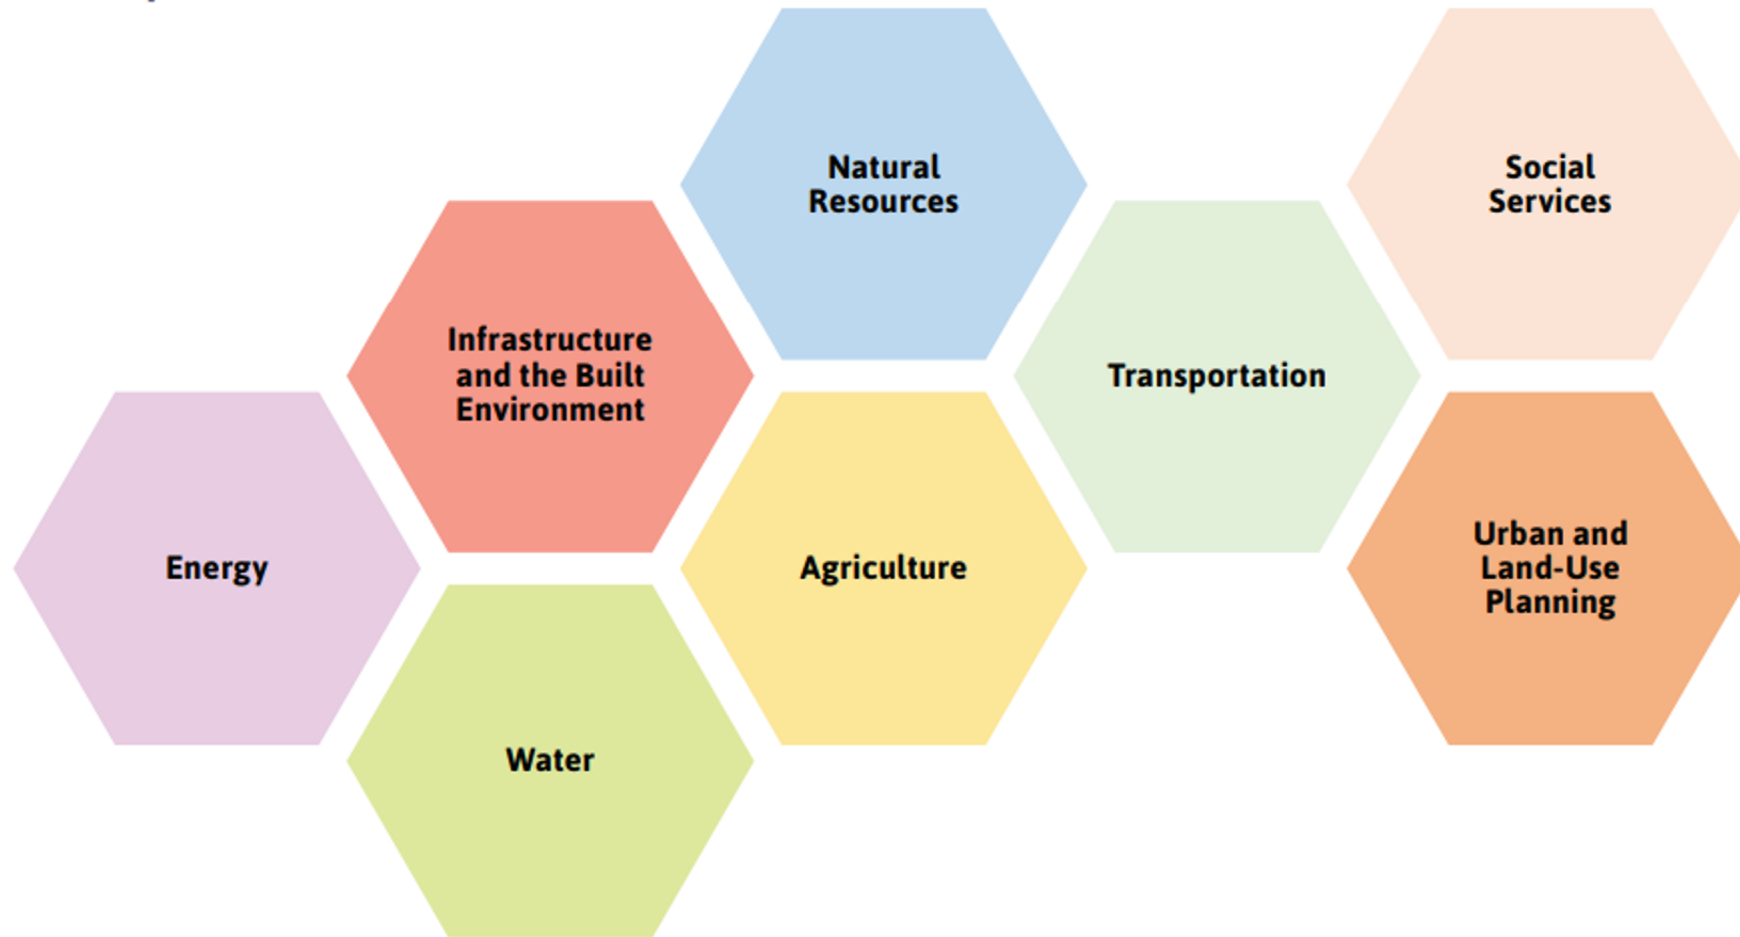 Natural
Resources
Social
Services
Infrastructure
and the Built
Environment
Transportation
Energy
Agriculture
Urban and
Land-Use
Planning
Water